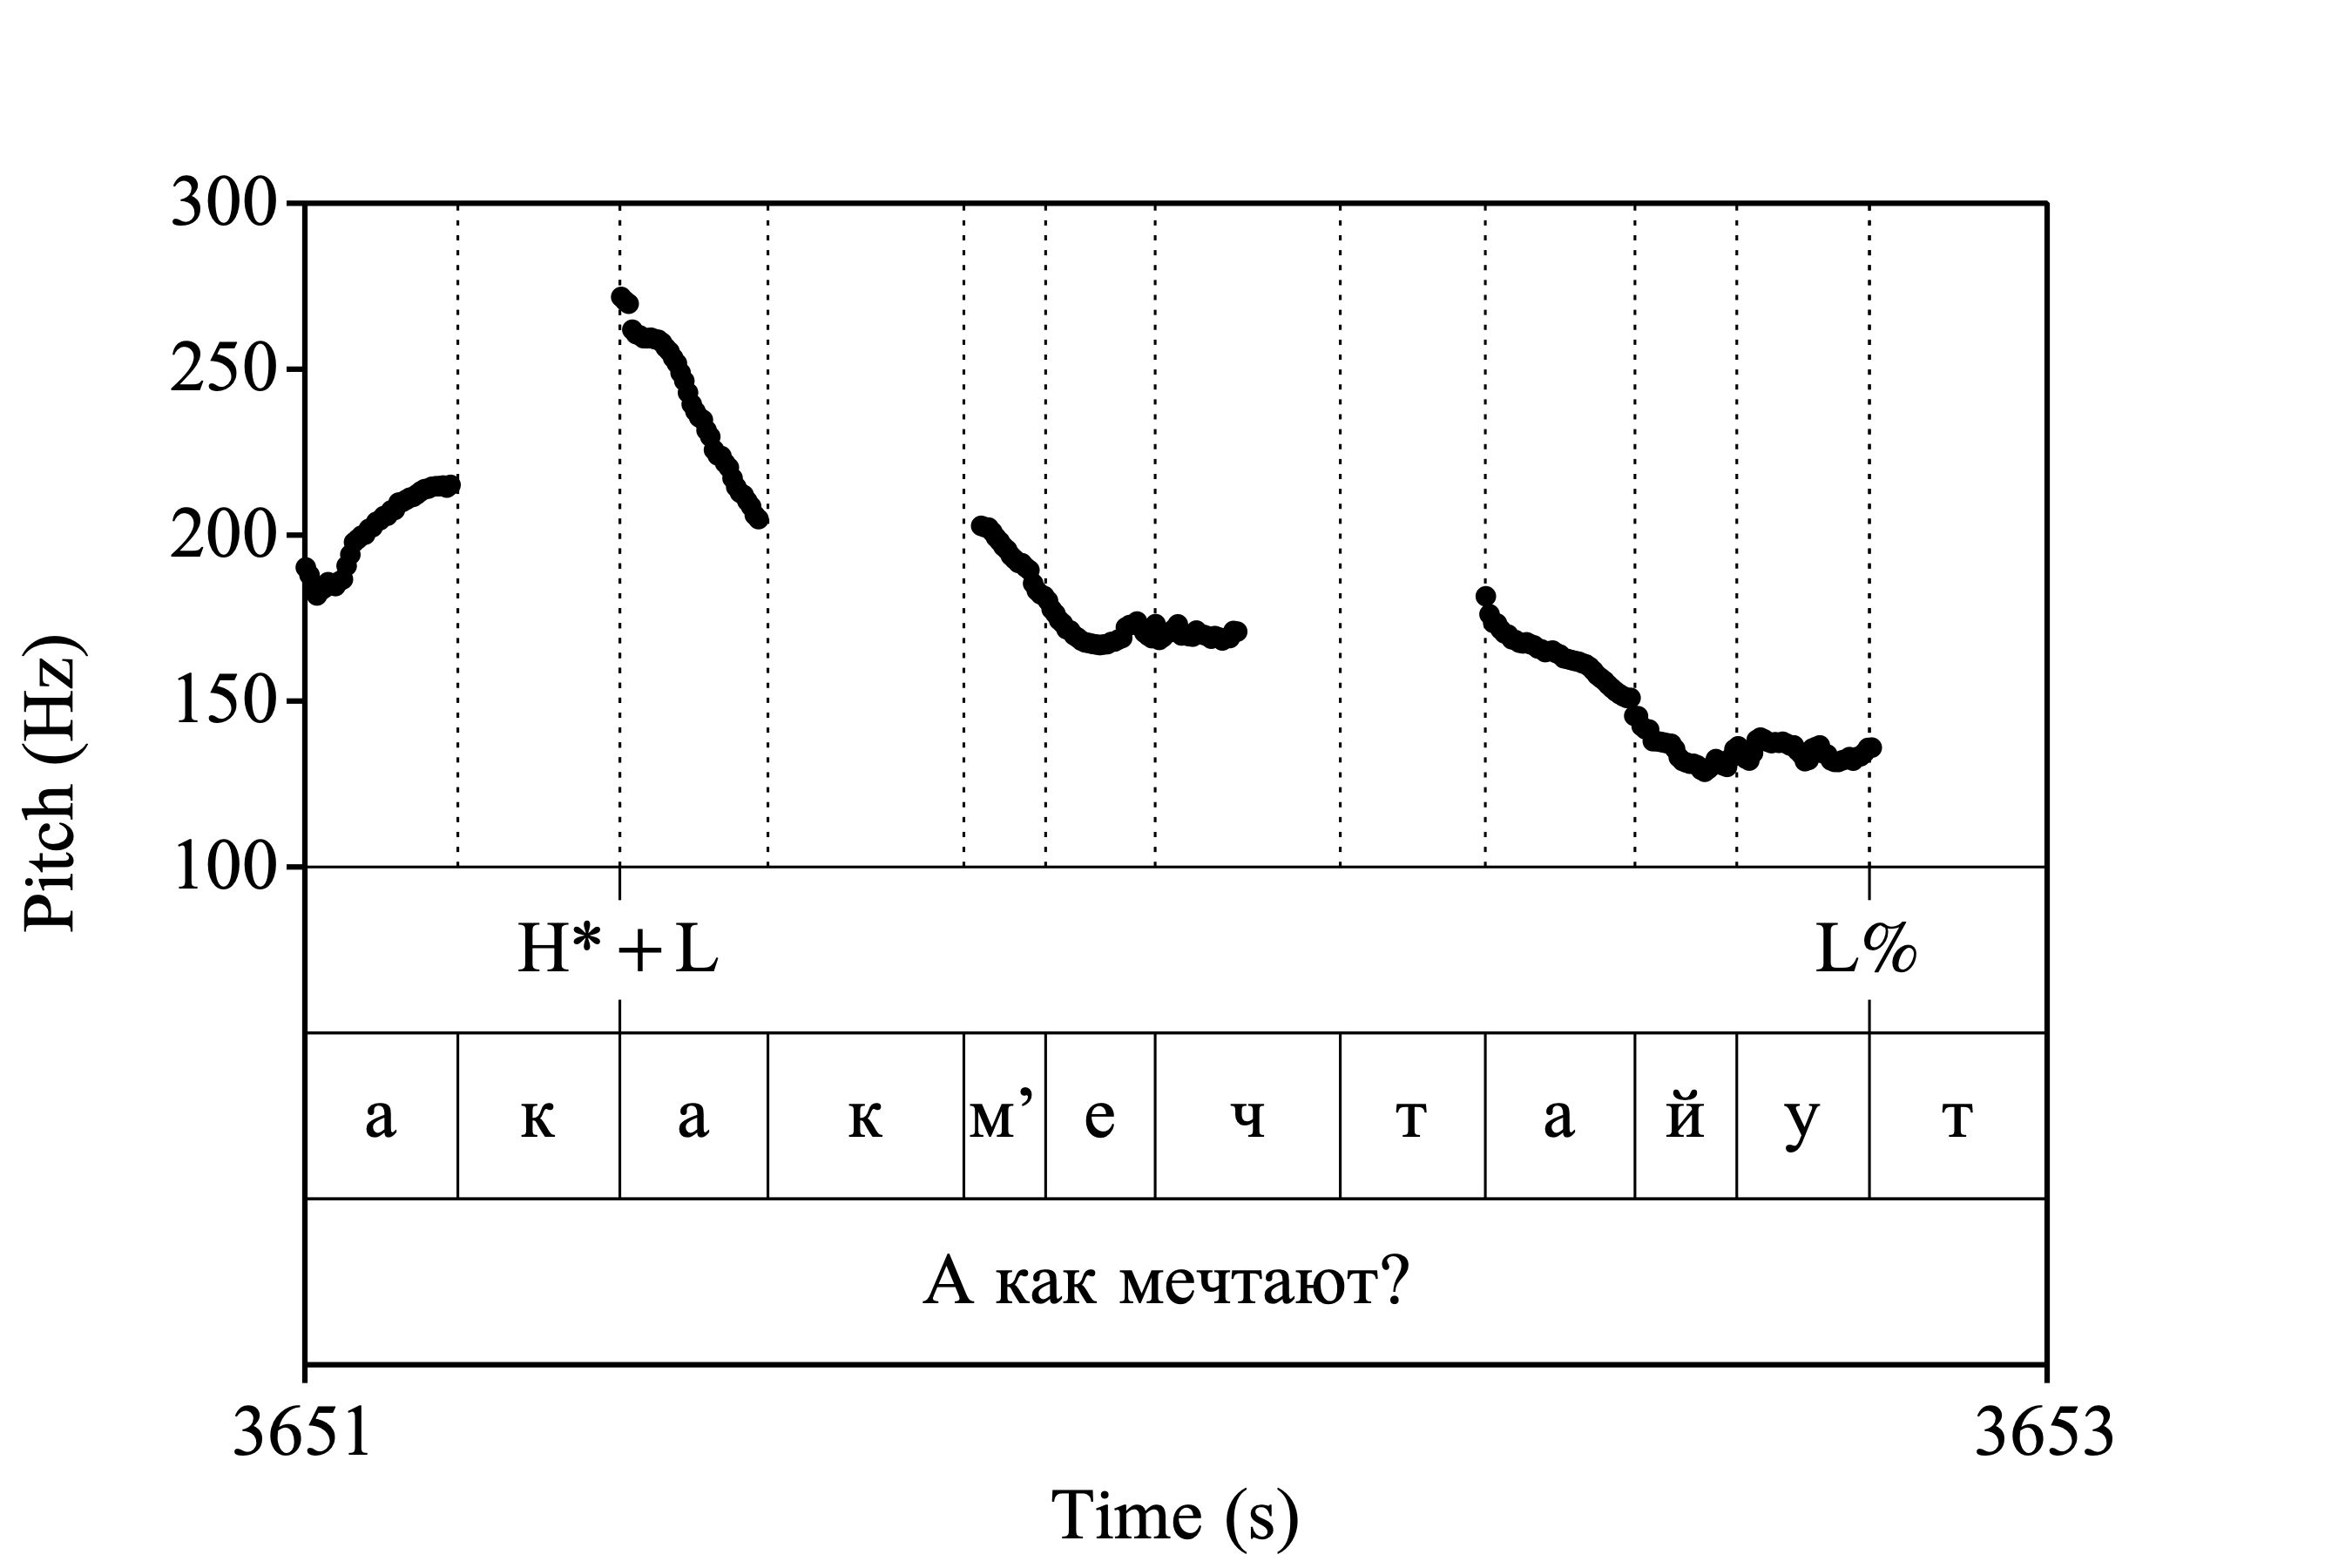 300
250
200
150
100
Pitch (Hz)
H*+L L%
а к а к м’ е ч т а й у т
А как мечтают?
3651 3653
Time (s)